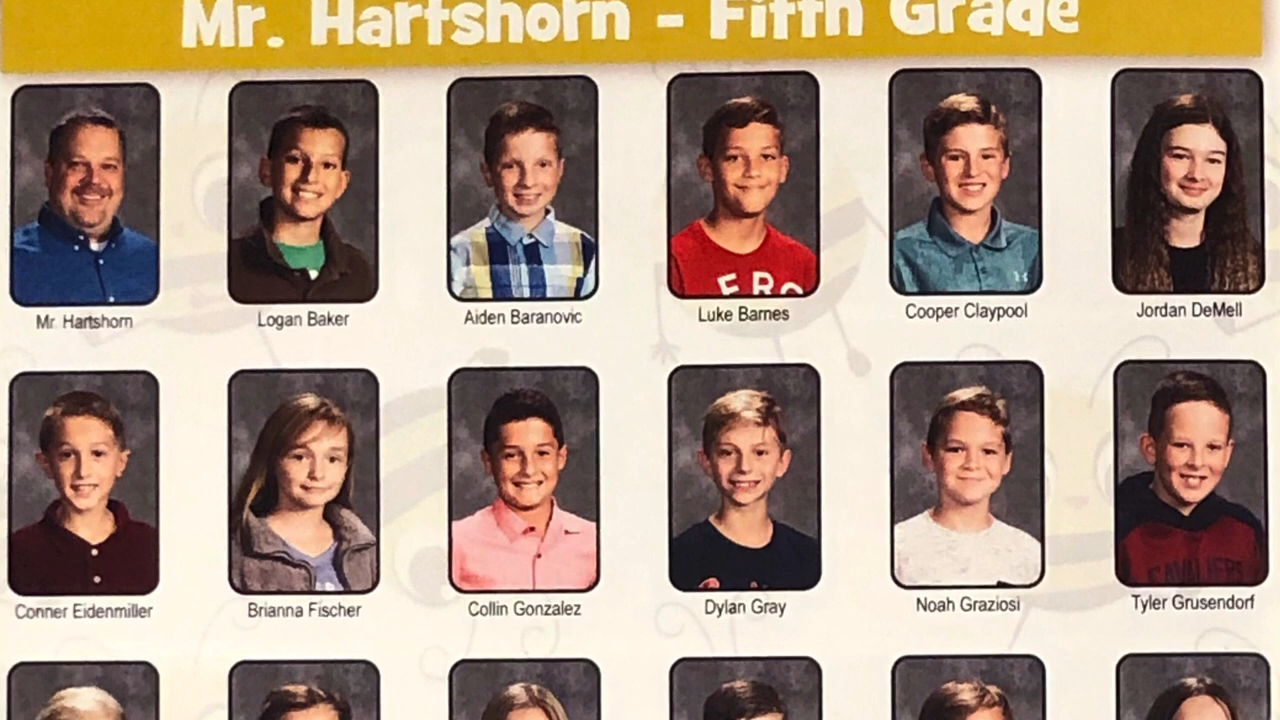 Mr. Hartshorn - Fifth Grade
Mr. Hartshorn
Logan Baker
Aiden Baranovic
Luke Barnes
Cooper Claypool
Jordan DeMell
Conner Eidenmiller
Brianna Fischer
Collin Gonzalez
Dylan Gray
Noah Graziosi
Tyler Grusendorf
CAVALIERS